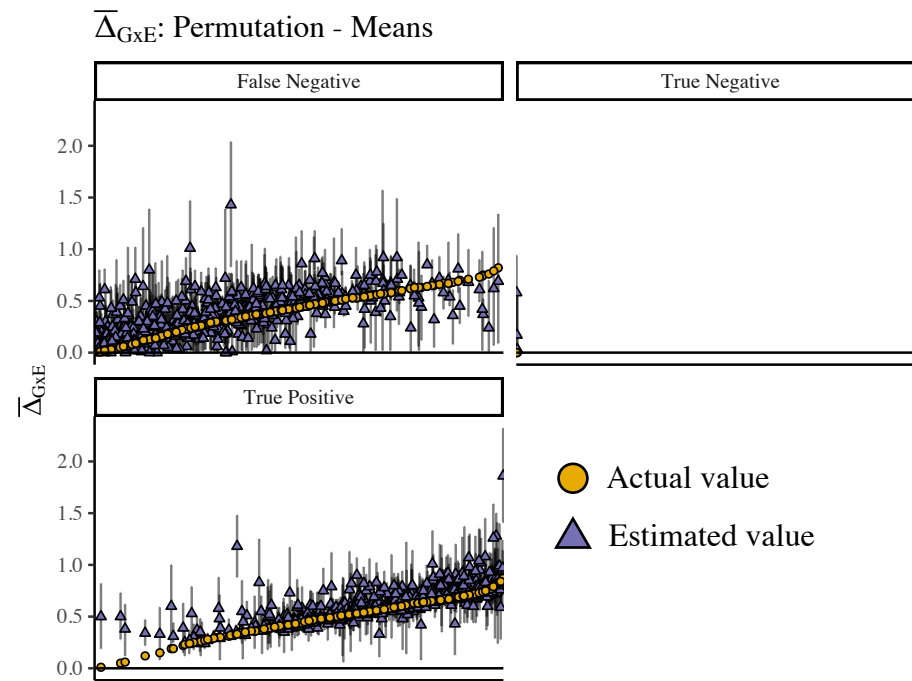 Δ̅GxE: Permutation - Means
False Negative
True Negative
2.0
1.5
1.0
0.5
0.0
True Positive
2.0
1.5
1.0
0.5
0.0
Δ̅GxE
Actual value
Estimated value